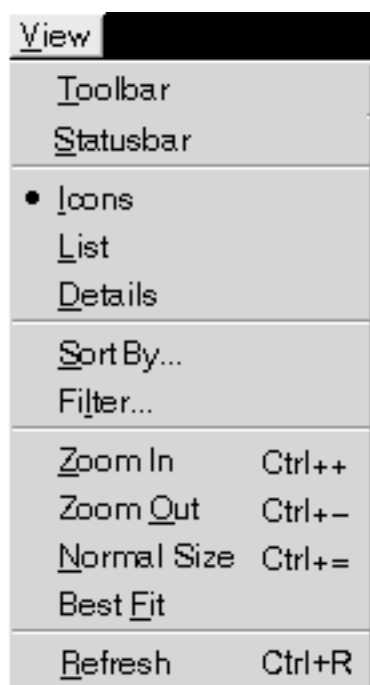 View
Toolbar
Statusbar
Icons
List
Details
Sort By...
Filter...
Zoom In Ctrl++
Zoom Out Ctrl+−
Normal Size Ctrl+=
Best Fit
Refresh Ctrl+R